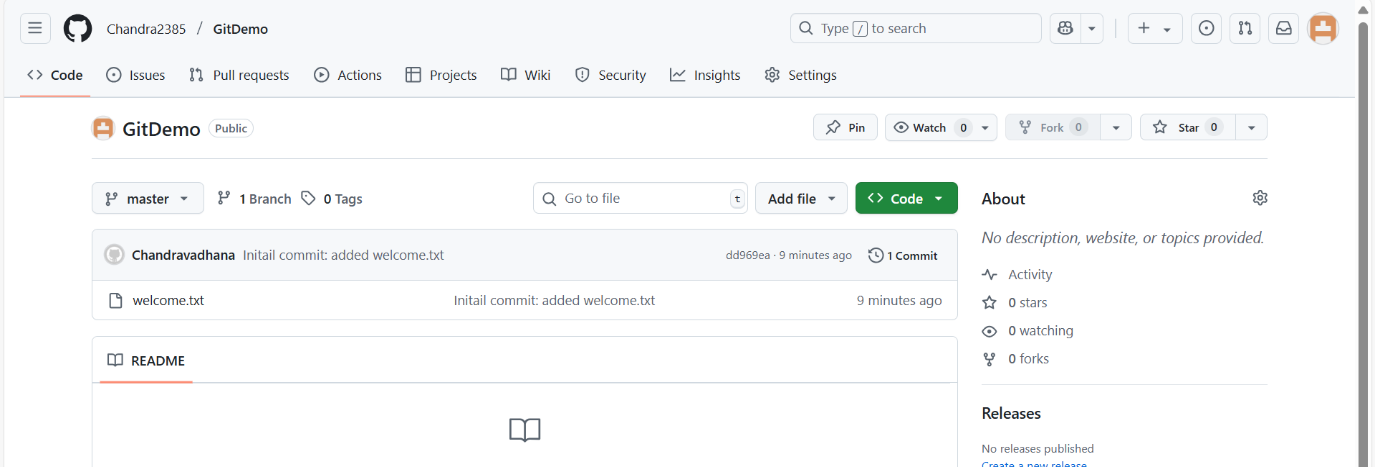 Chandra2385 / GitDemo
Type / to search
Code Issues Pull requests Actions Projects Wiki Security Insights Settings
GitDemo Public
Pin Watch 0 Fork 0 Star 0
master 1 Branch 0 Tags
Go to file t Add file Code
Chandravadhana Initail commit: added welcome.txt dd969ea · 9 minutes ago 1 Commit
welcome.txt Initail commit: added welcome.txt 9 minutes ago
README
About
No description, website, or topics provided.
Activity
0 stars
0 watching
0 forks
Releases
No releases published
Create a new release